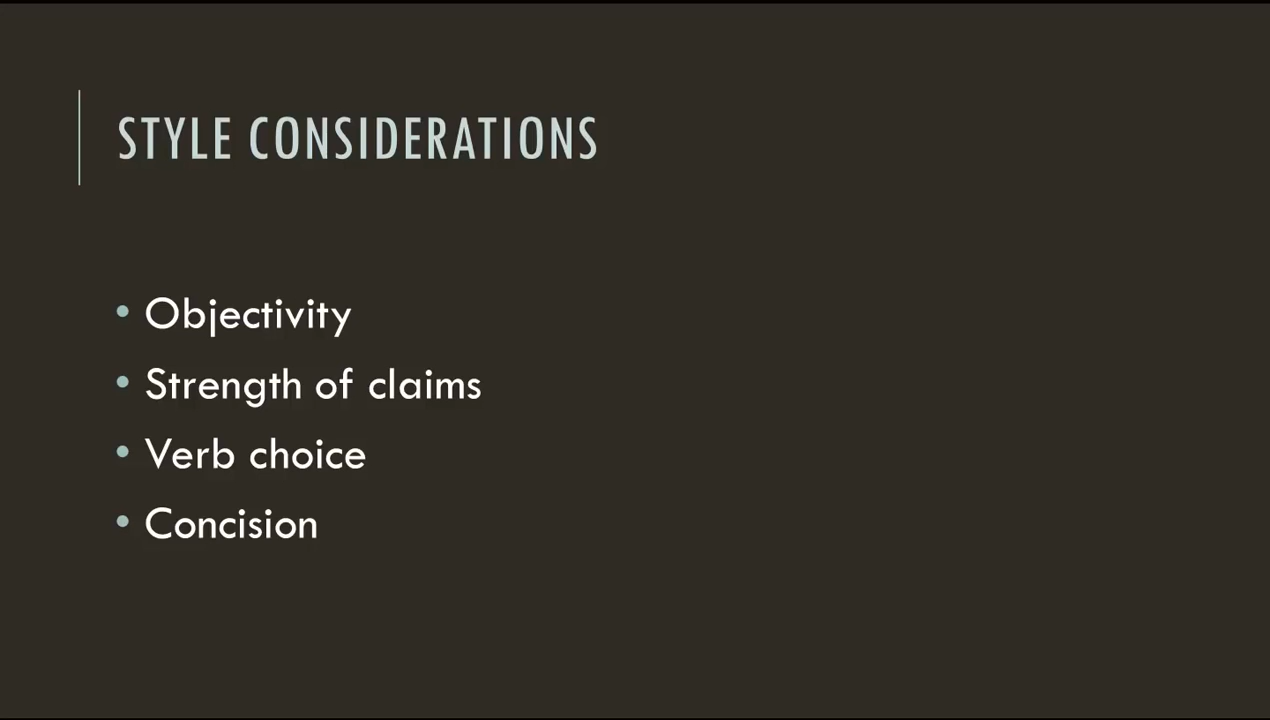 STYLE CONSIDERATIONS
• Objectivity
• Strength of claims
• Verb choice
• Concision